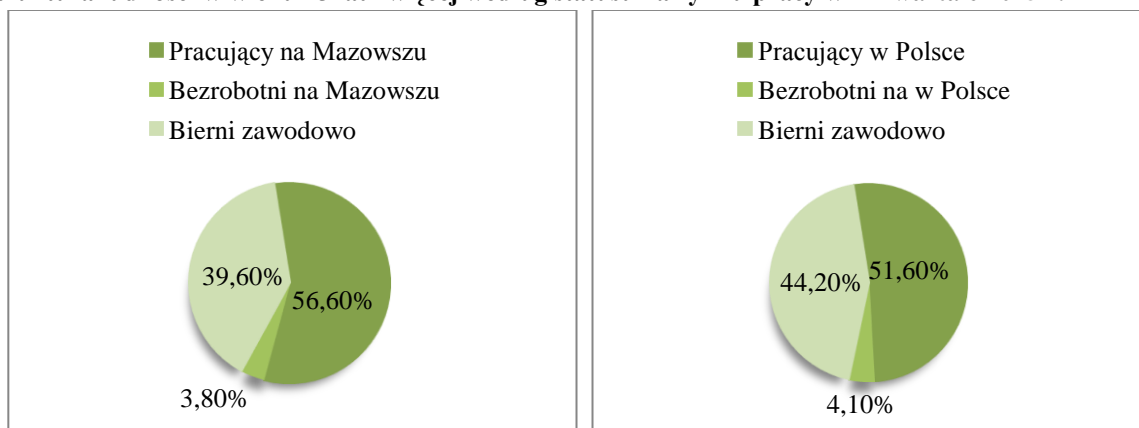 Pracujący na Mazowszu
Bezrobotni na Mazowszu
Bierni zawodowo
39,60%
56,60%
3,80%
Pracujący w Polsce
Bezrobotni na w Polsce
Bierni zawodowo
44,20%
51,60%
4,10%